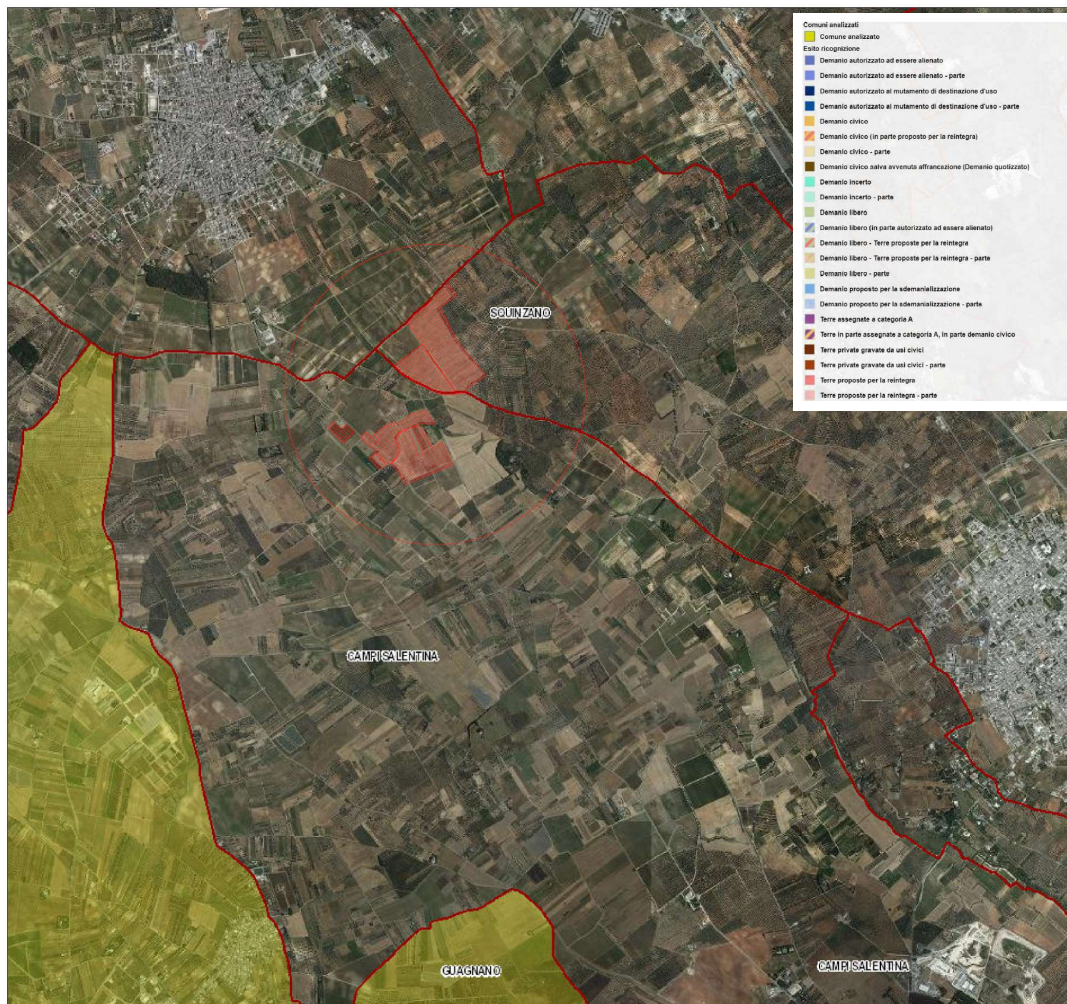 Comuni analizzati
Comune analizzato
Esito ricognizione
Demanio autorizzato ad essere alienato
Demanio autorizzato ad essere alienato - parte
Demanio autorizzato al mutamento di destinazione d'uso
Demanio autorizzato al mutamento di destinazione d'uso - parte
Demanio civico
Demanio civico (in parte proposto per la reintegra)
Demanio civico - parte
Demanio civico salva avvenuta affrancazione (Demanio quotizzato)
Demanio incerto
Demanio incerto - parte
Demanio libero
Demanio libero (in parte autorizzato ad essere alienato)
Demanio libero - Terre proposte per la reintegra
Demanio libero - Terre proposte per la reintegra - parte
Demanio libero - parte
Demanio proposto per la sdemanializzazione
Demanio proposto per la sdemanializzazione - parte
Terre assegnate a categoria A
Terre in parte assegnate a categoria A, in parte demanio civico
Terre private gravate da usi civici
Terre private gravate da usi civici - parte
Terre proposte per la reintegra
Terre proposte per la reintegra - parte
SQUINZANO
CAMPI SALENTINA
GUAGNANO
CAMPI SALENTINA